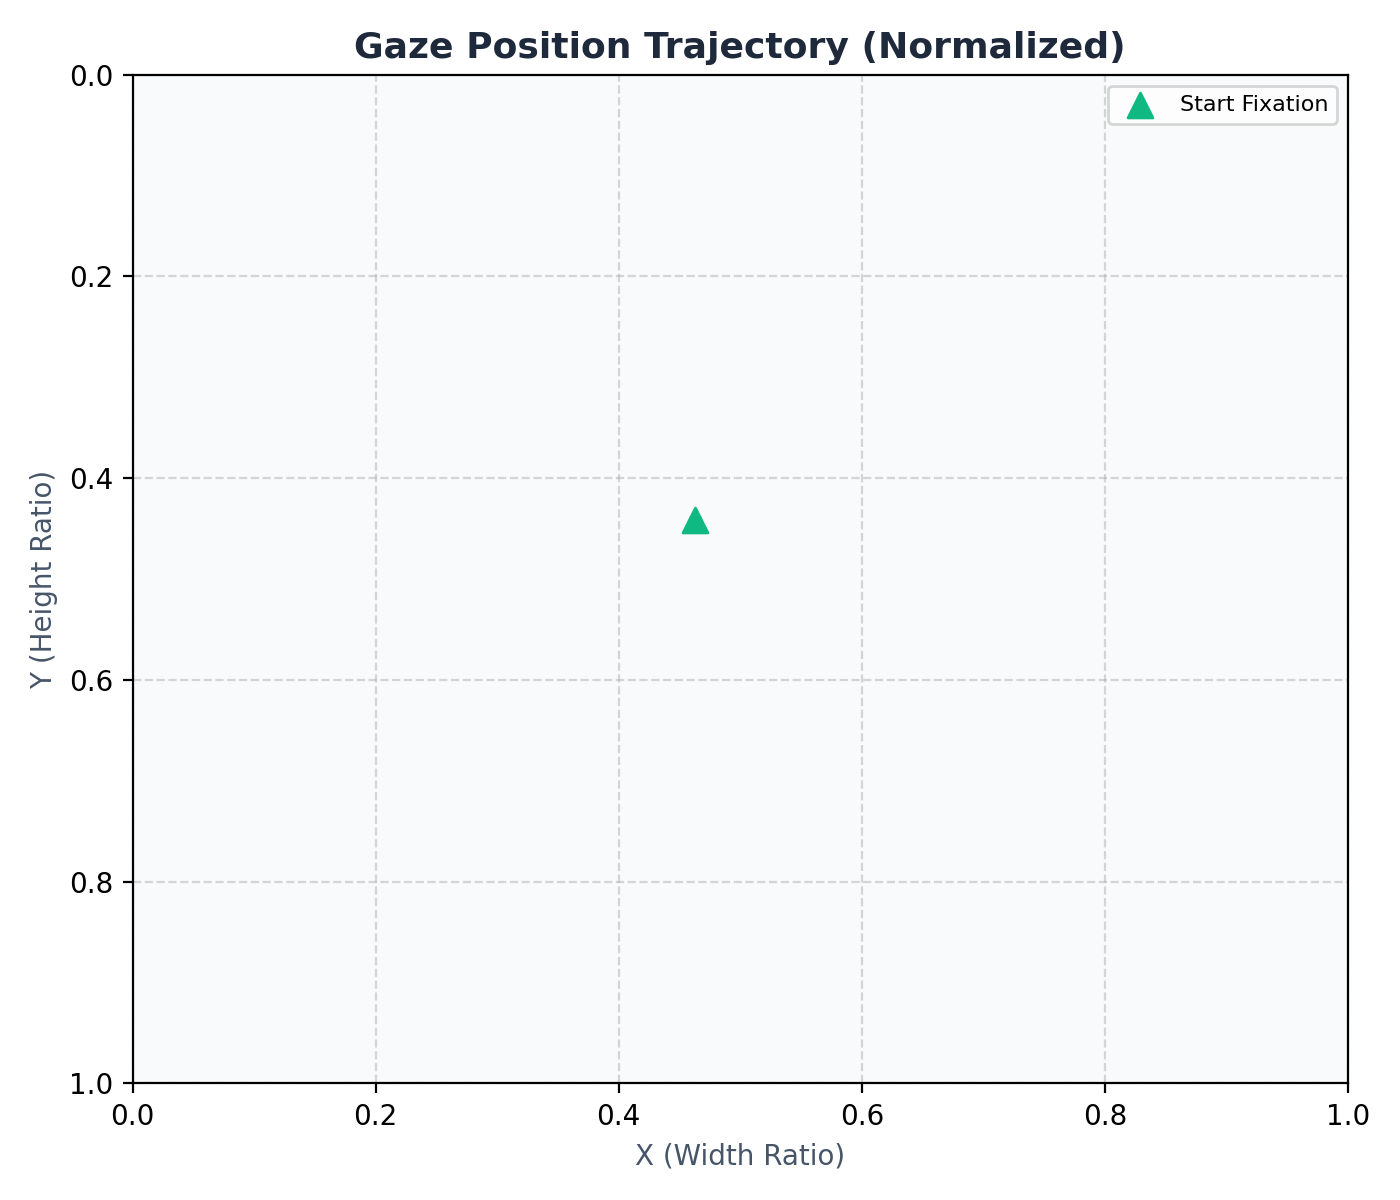 Gaze Position Trajectory (Normalized)
Start Fixation
0.0
0.2
0.4
0.6
0.8
1.0
Y (Height Ratio)
0.0 0.2 0.4 0.6 0.8 1.0
X (Width Ratio)